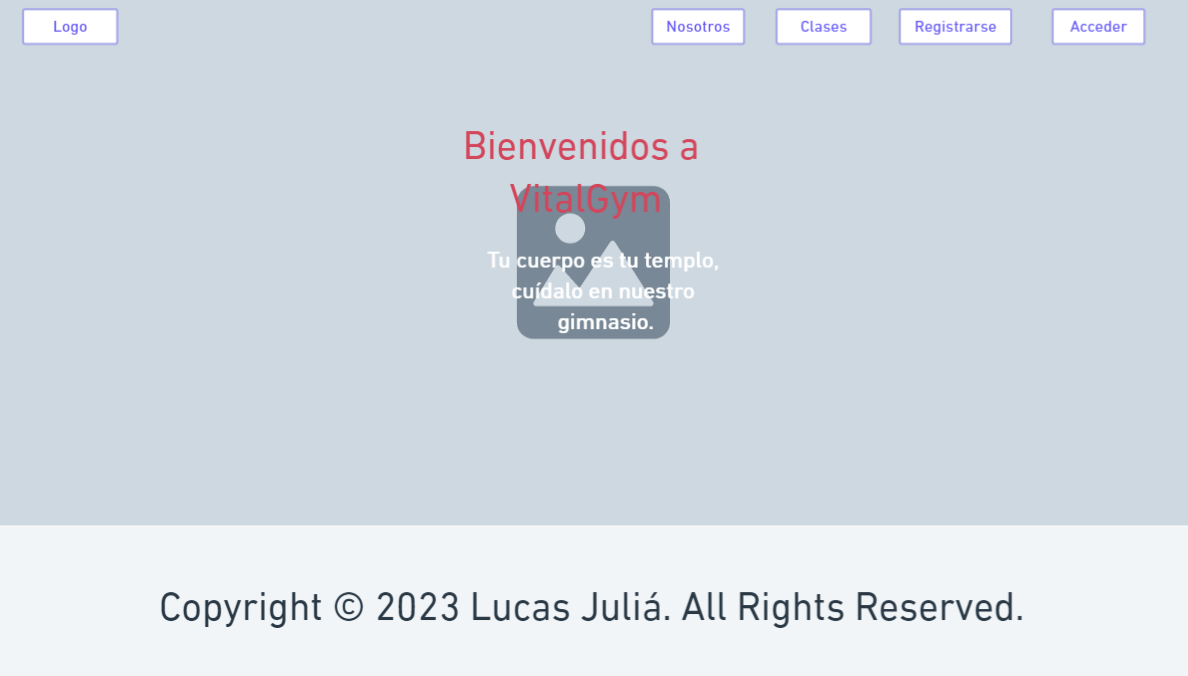 Logo
Nosotros
Clases
Registrarse
Acceder
Bienvenidos a
VitalGym
Tu cuerpo es tu templo,
cuídalo en nuestro
gimnasio.
Copyright © 2023 Lucas Juliá. All Rights Reserved.